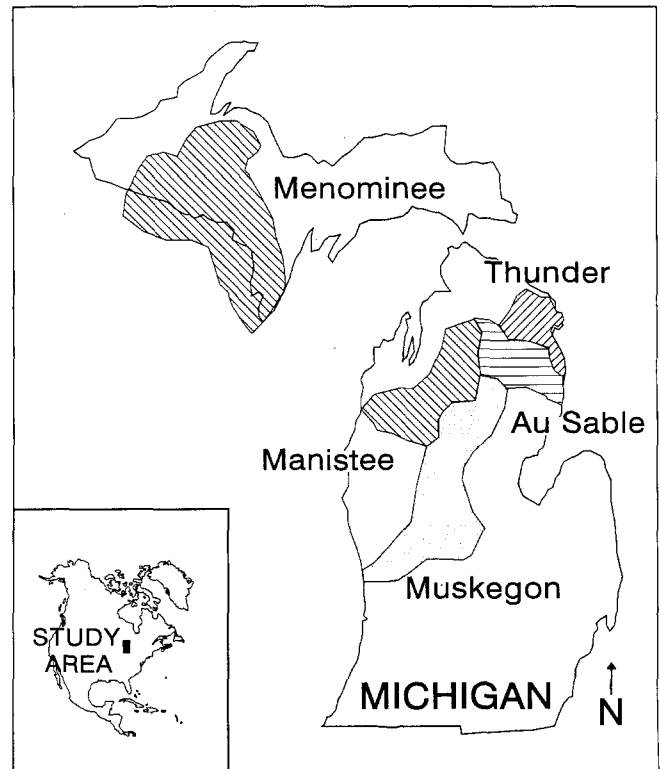 Menominee
Thunder
Au Sable
Manistee
Muskegon
STUDY
AREA
MICHIGAN
N